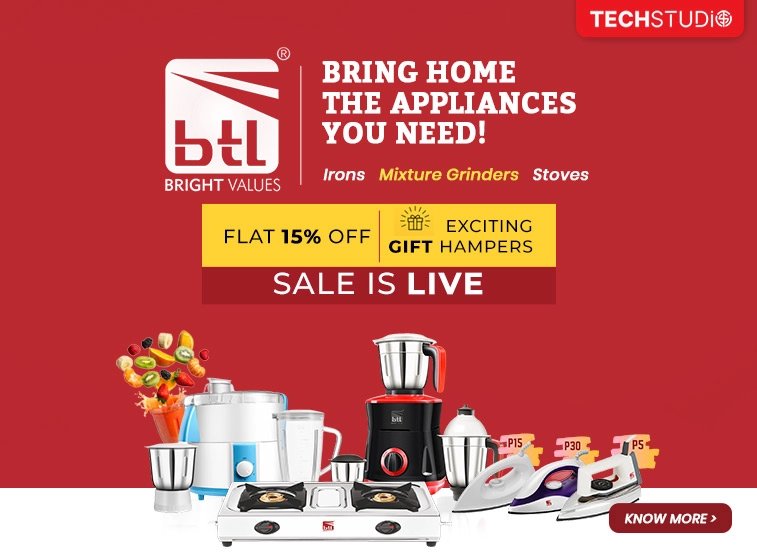 TECHSTUDIO
®
btl
BRIGHT VALUES
BRING HOME
THE APPLIANCES
YOU NEED!
Irons Mixture Grinders Stoves
FLAT 15% OFF
EXCITING
GIFT HAMPERS
SALE IS LIVE
btl
P15
P30
P5
btl
KNOW MORE >